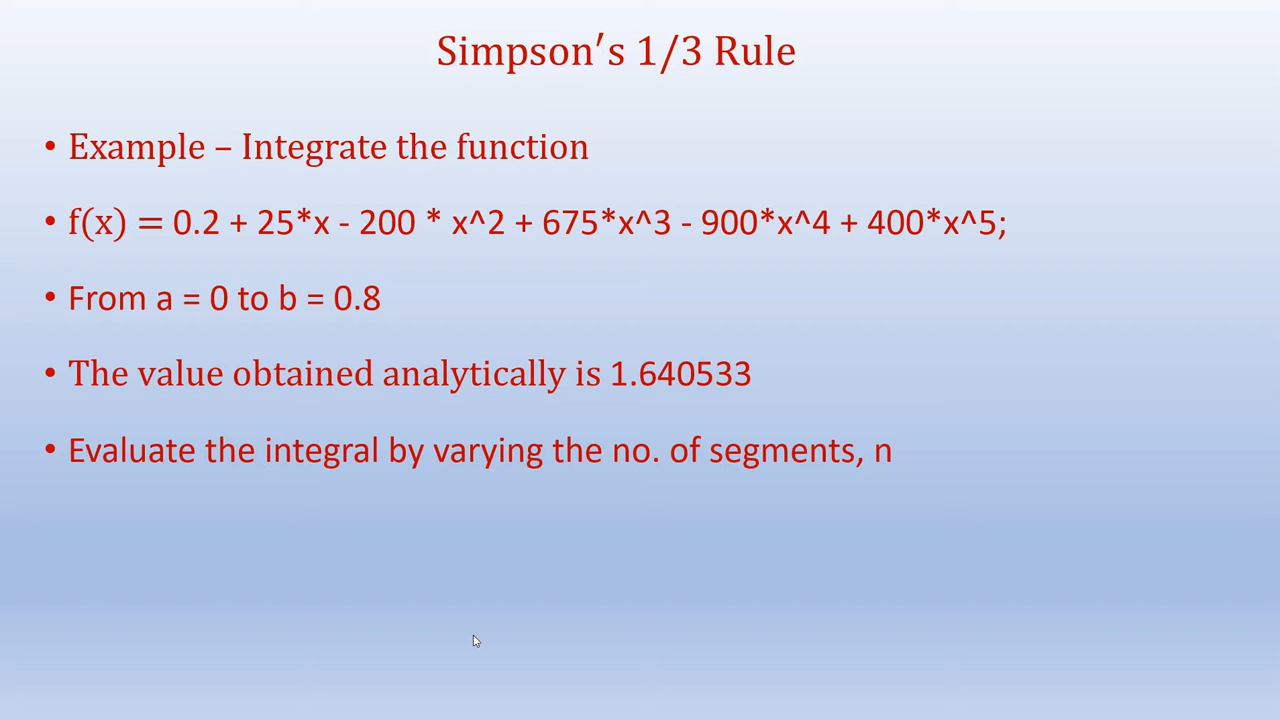 Simpson′s 1/3 Rule
• Example – Integrate the function
• f(x) = 0.2 + 25*x - 200 * x^2 + 675*x^3 - 900*x^4 + 400*x^5;
• From a = 0 to b = 0.8
• The value obtained analytically is 1.640533
• Evaluate the integral by varying the no. of segments, n